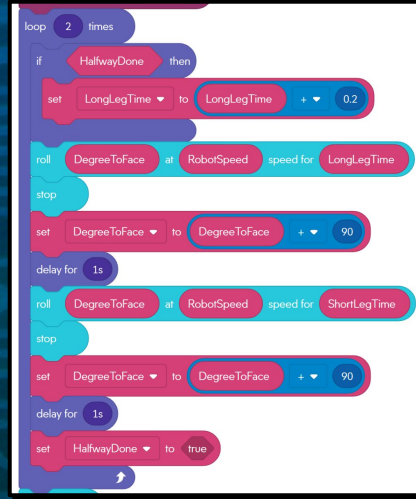 loop 2 times
if HalfwayDone then
set LongLegTime to LongLegTime + 0.2
roll DegreeToFace at RobotSpeed speed for LongLegTime
stop
set DegreeToFace to DegreeToFace + 90
delay for 1s
roll DegreeToFace at RobotSpeed speed for ShortLegTime
stop
set DegreeToFace to DegreeToFace + 90
delay for 1s
set HalfwayDone to true